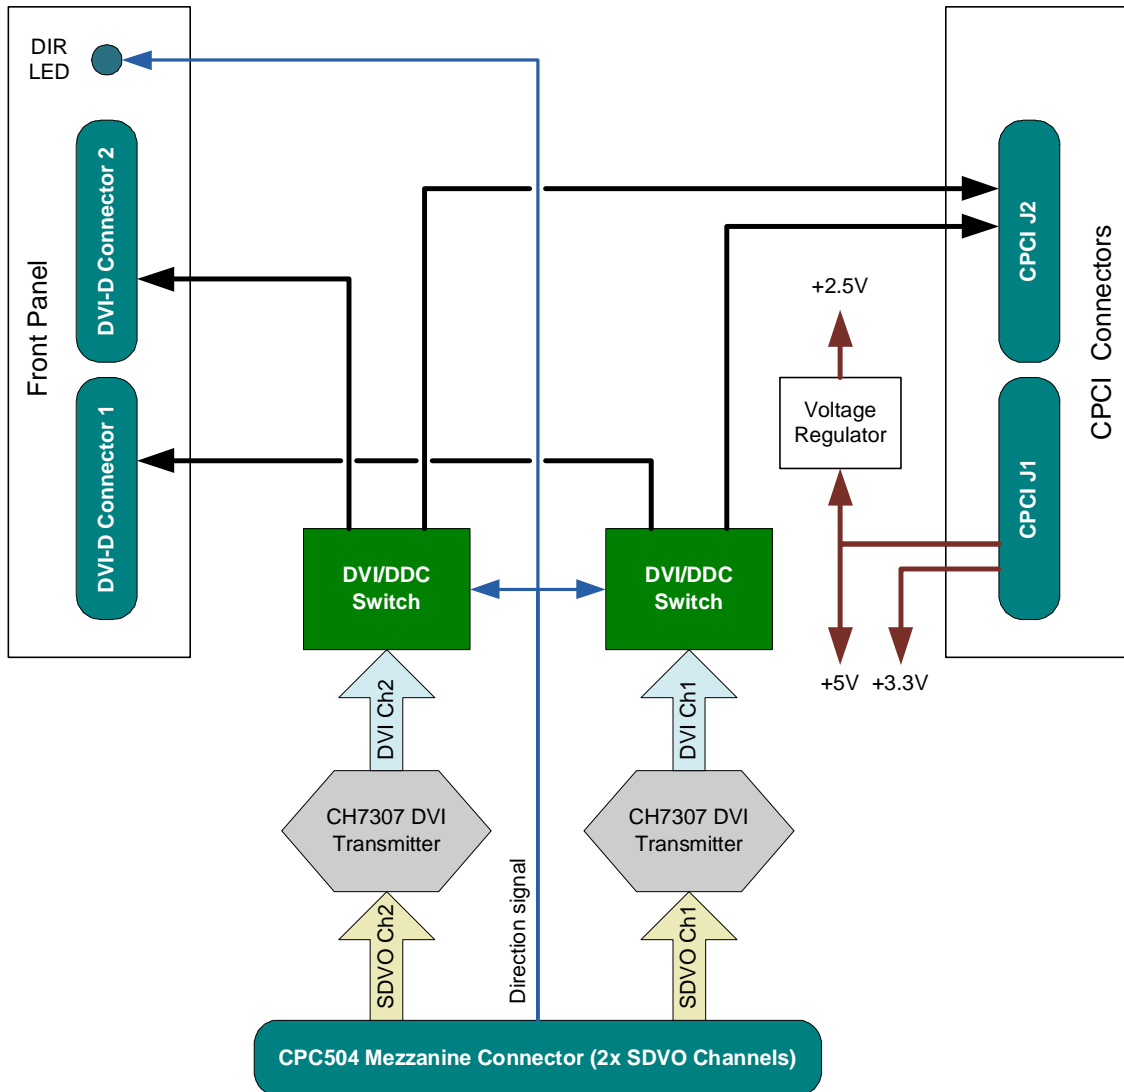 DIR
LED
DVI-D Connector 2
Front Panel
DVI-D Connector 1
CPCI J2
CPCI Connectors
CPCI J1
+2.5V
Voltage
Regulator
+5V
+3.3V
DVI/DDC
Switch
DVI/DDC
Switch
DVI Ch2
DVI Ch1
CH7307 DVI
Transmitter
CH7307 DVI
Transmitter
SDVO Ch2
Direction signal
SDVO Ch1
CPC504 Mezzanine Connector (2x SDVO Channels)